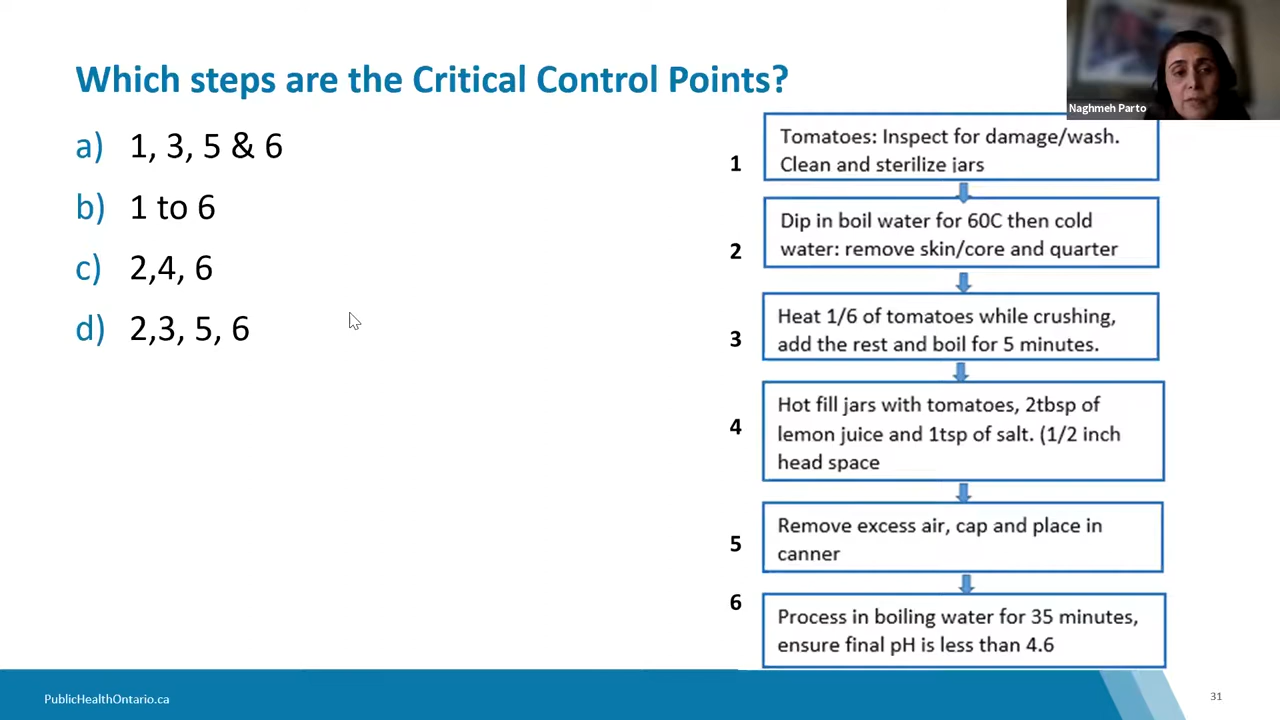 Which steps are the Critical Control Points?
a) 1, 3, 5 & 6
b) 1 to 6
c) 2,4, 6
d) 2,3, 5, 6
Naghmeh Parto
1
Tomatoes: Inspect for damage/wash.
Clean and sterilize jars
2
Dip in boil water for 60C then cold
water: remove skin/core and quarter
3
Heat 1/6 of tomatoes while crushing,
add the rest and boil for 5 minutes.
4
Hot fill jars with tomatoes, 2tbsp of
lemon juice and 1tsp of salt. (1/2 inch
head space
5
Remove excess air, cap and place in
canner
6
Process in boiling water for 35 minutes,
ensure final pH is less than 4.6
PublicHealthOntario.ca
31